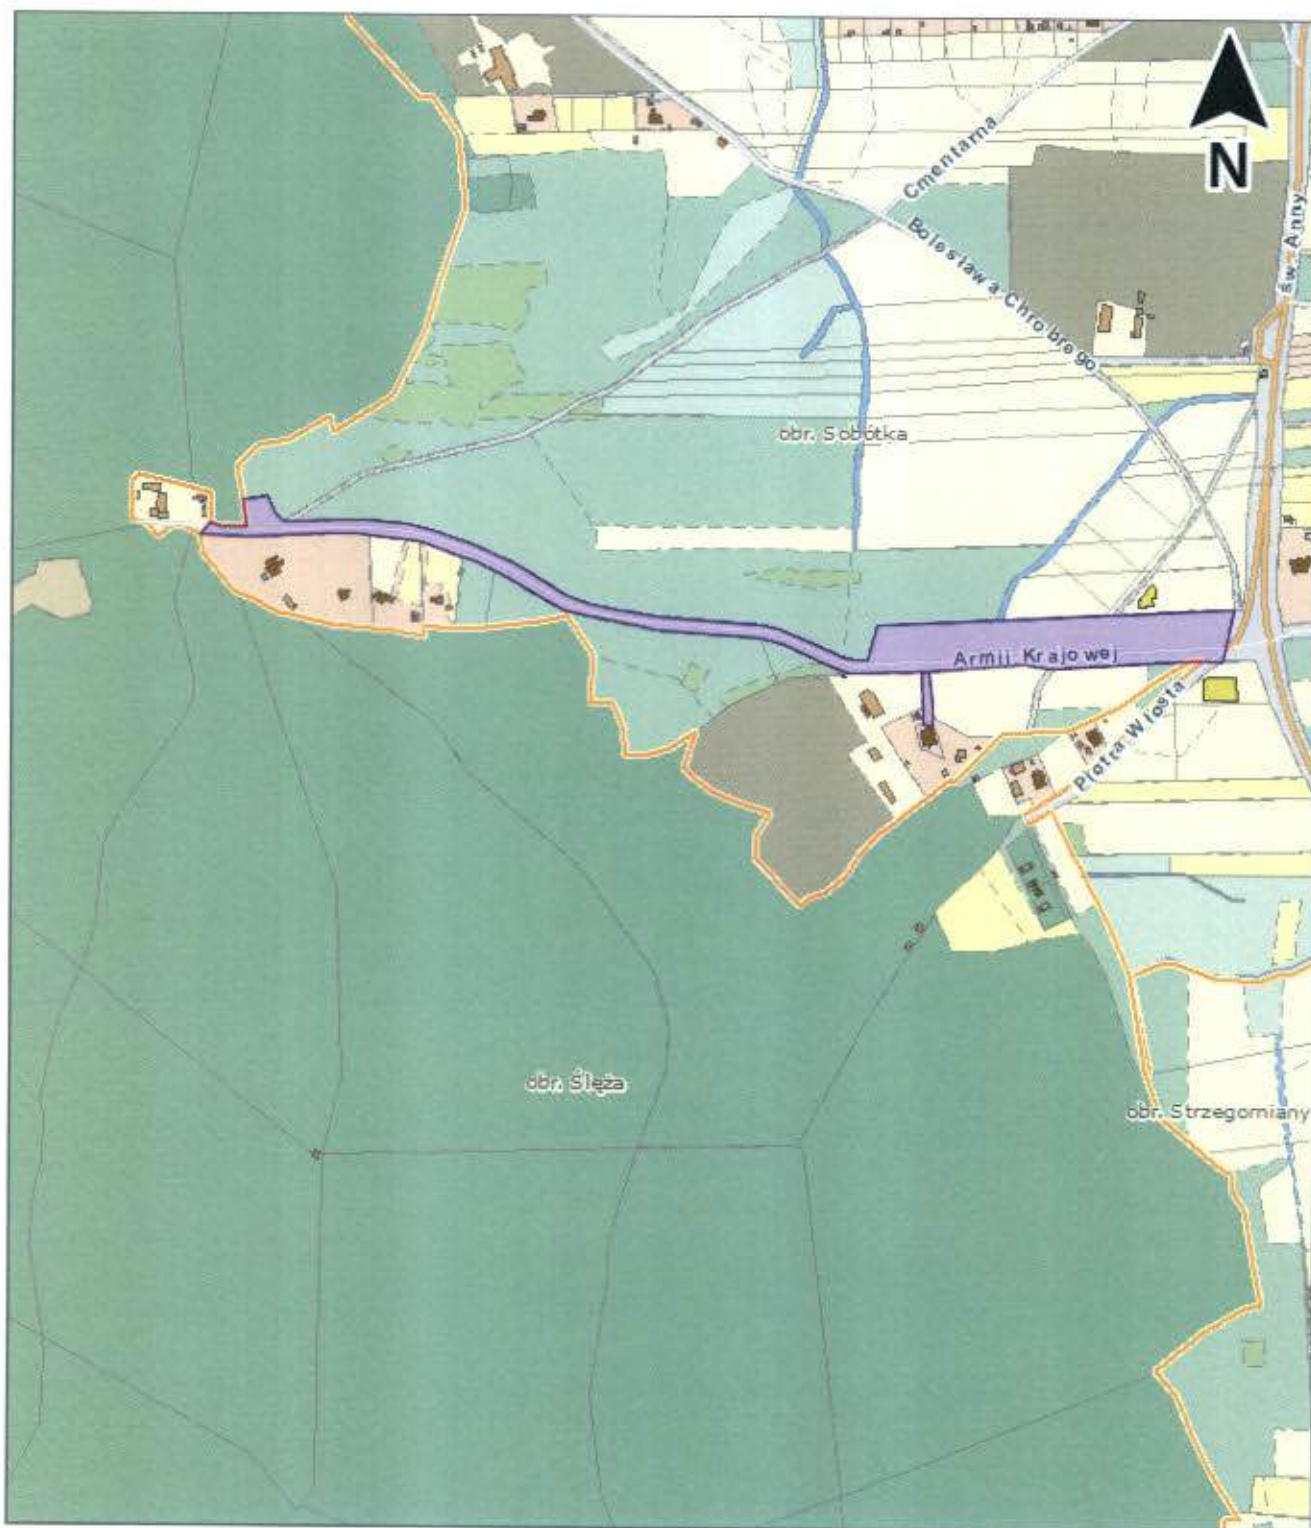 N
Cmentarna
Św. Anny
Bolesława Chrobrego
obr. Sobótka
Armii Krajowej
Piotra Włosta
obr. Ślęża
obr. Strzegomiany